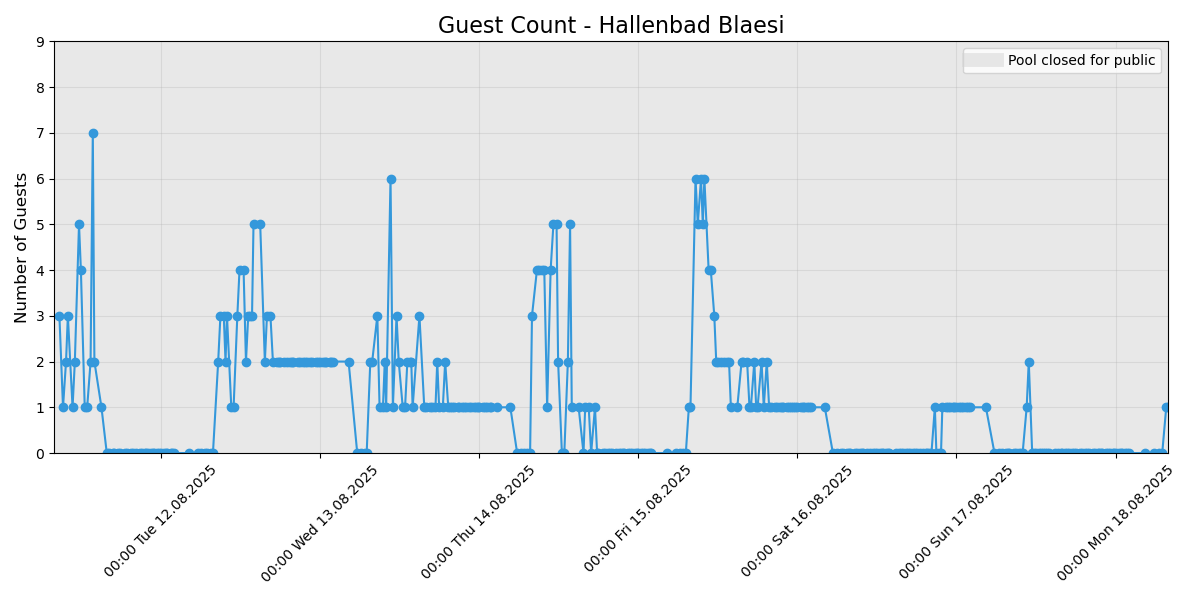 Guest Count - Hallenbad Blaesi
Pool closed for public
Number of Guests
9
8
7
6
5
4
3
2
1
0
00:00 Tue 12.08.2025
00:00 Wed 13.08.2025
00:00 Thu 14.08.2025
00:00 Fri 15.08.2025
00:00 Sat 16.08.2025
00:00 Sun 17.08.2025
00:00 Mon 18.08.2025